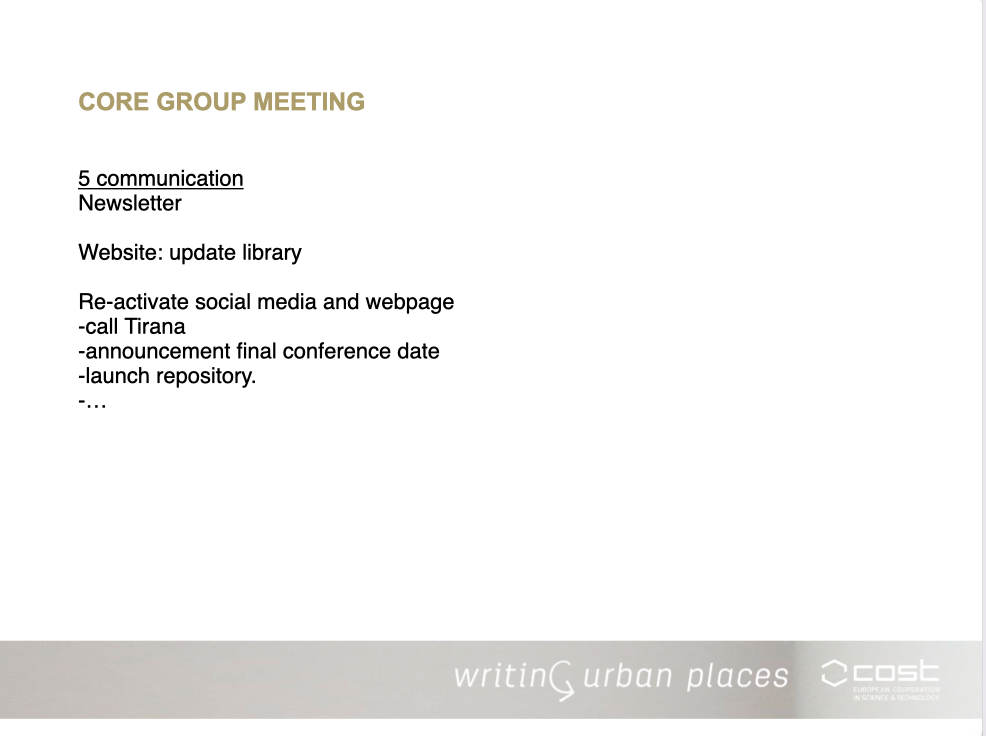 CORE GROUP MEETING
5 communication
Newsletter
Website: update library
Re-activate social media and webpage
-call Tirana
-announcement final conference date
-launch repository.
-…
writing urban places
cost
EUROPEAN COOPERATION
IN SCIENCE & TECHNOLOGY